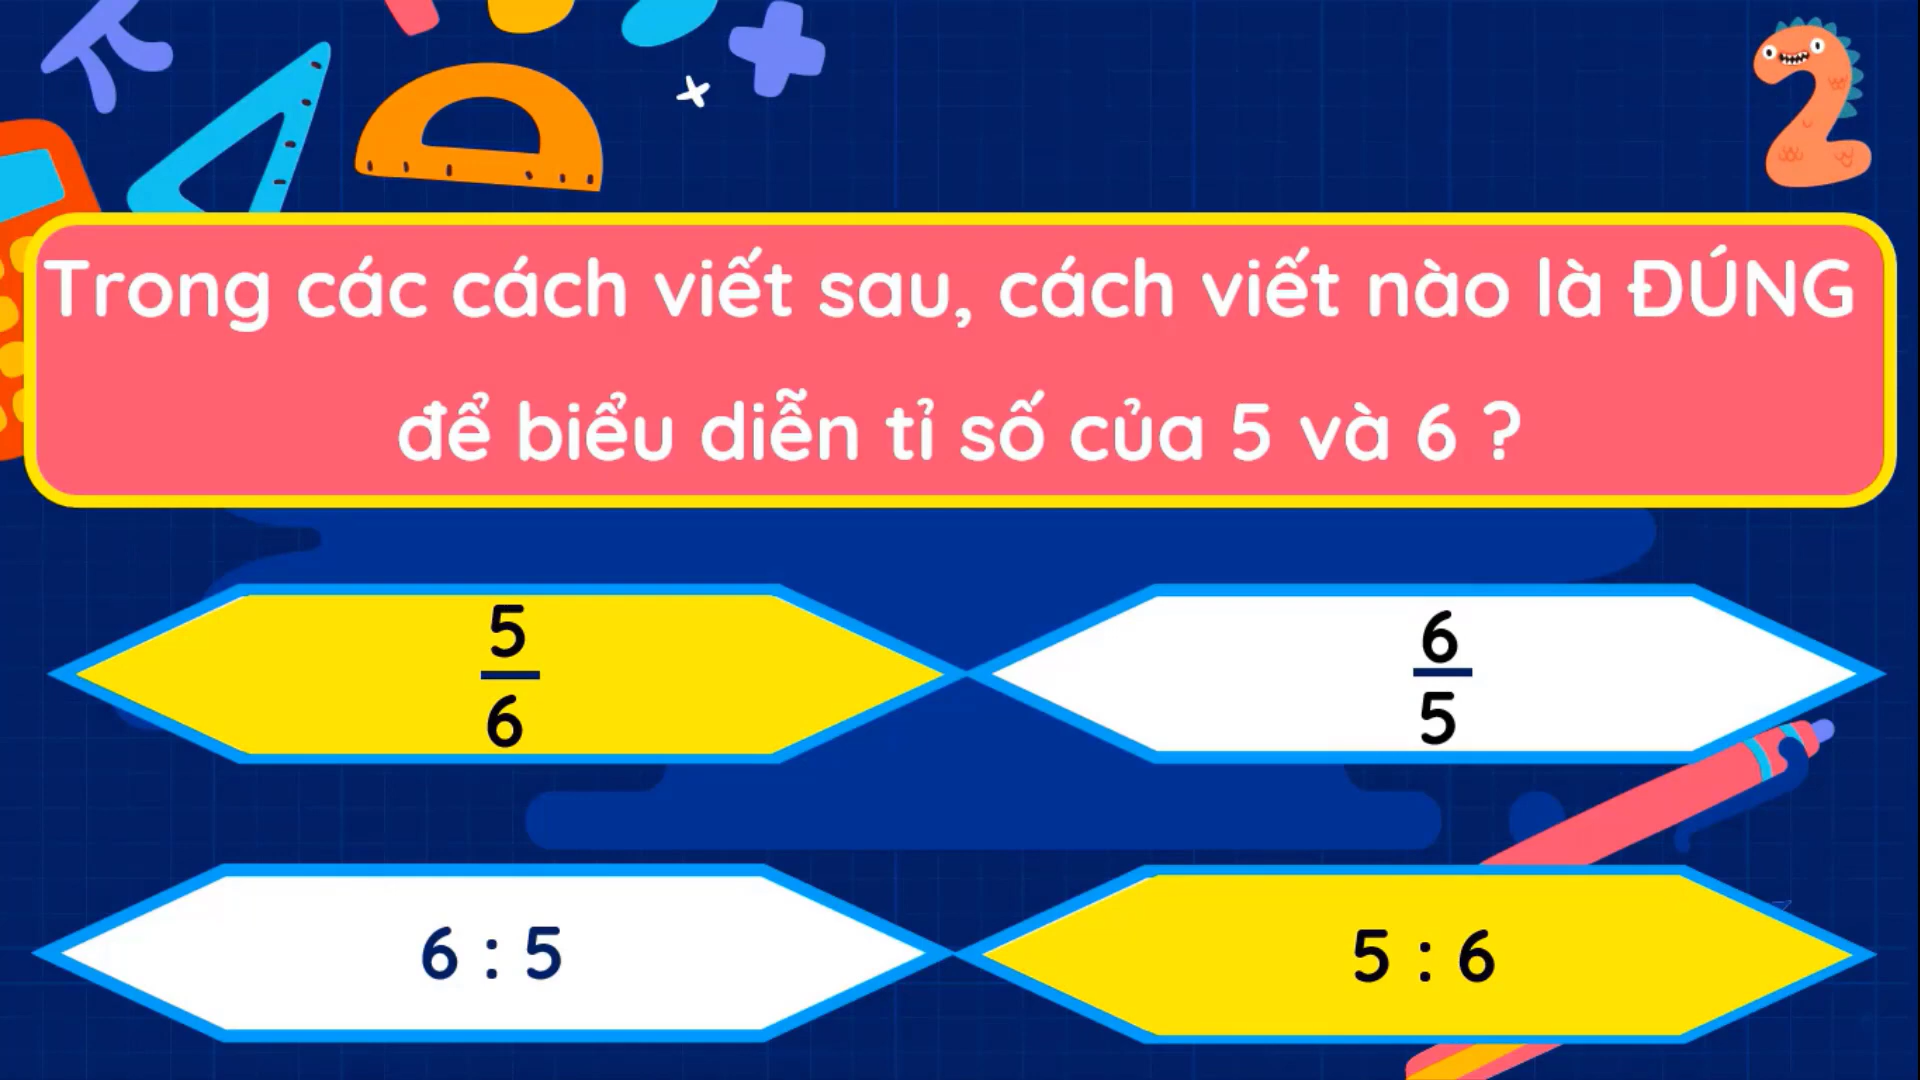 Trong các cách viết sau, cách viết nào là ĐÚNG
để biểu diễn tỉ số của 5 và 6 ?
5
6
6
5
6 : 5
5 : 6